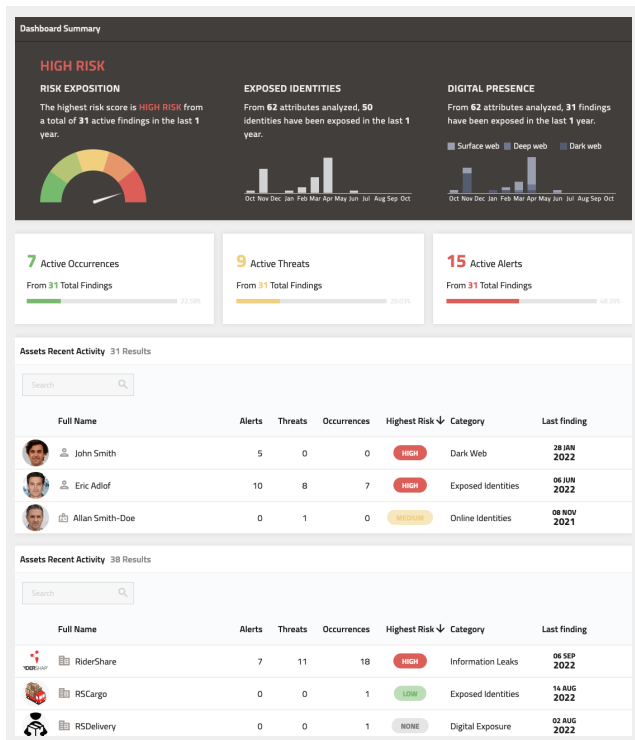 Dashboard Summary
HIGH RISK
RISK EXPOSITION
The highest risk score is HIGH RISK from
a total of 31 active findings in the last 1
year.
EXPOSED IDENTITIES
From 62 attributes analyzed, 50
identities have been exposed in the last 1
year.
Oct Nov Dec Jan Feb Mar Apr May Jun Jul Aug Sep Oct
DIGITAL PRESENCE
From 62 attributes analyzed, 31 findings
have been exposed in the last 1 year.
Surface web Deep web Dark web
Oct Nov Dec Jan Feb Mar Apr May Jun Jul Aug Sep Oct
7 Active Occurrences
From 31 Total Findings
22.58%
9 Active Threats
From 31 Total Findings
29.03%
15 Active Alerts
From 31 Total Findings
48.39%
Assets Recent Activity 31 Results
Search
Full Name Alerts Threats Occurrences Highest Risk Category Last finding
John Smith 5 0 0 HIGH Dark Web 28 JAN 2022
Eric Adlof 10 8 7 HIGH Exposed Identities 06 JUN 2022
Allan Smith-Doe 0 1 0 MEDIUM Online Identities 08 NOV 2021
Assets Recent Activity 38 Results
Search
Full Name Alerts Threats Occurrences Highest Risk Category Last finding
RiderShare 7 11 18 HIGH Information Leaks 06 SEP 2022
RSCargo 0 0 1 LOW Exposed Identities 14 AUG 2022
RSDelivery 0 0 1 NONE Digital Exposure 02 AUG 2022